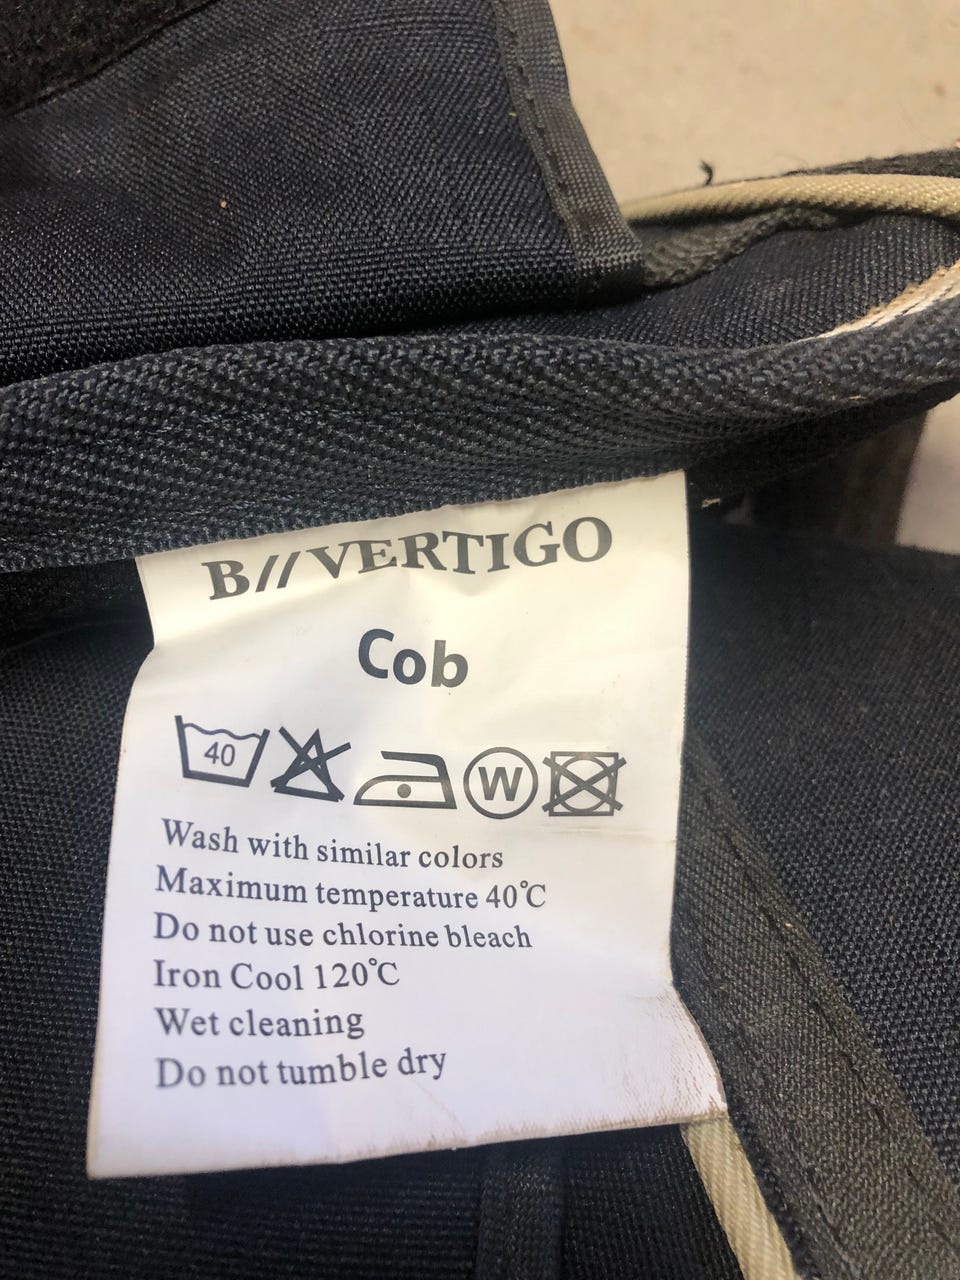 B//VERTIGO
Cob
40 W
Wash with similar colors
Maximum temperature 40℃
Do not use chlorine bleach
Iron Cool 120℃
Wet cleaning
Do not tumble dry